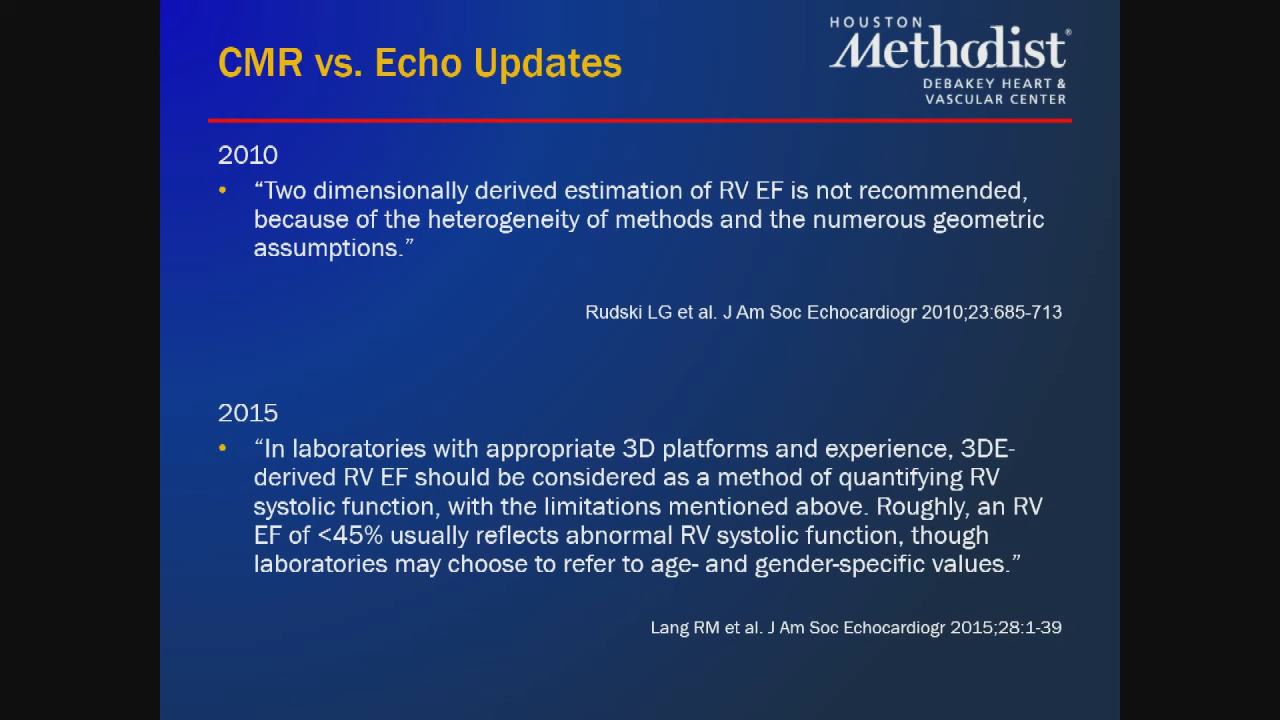 HOUSTON
Methodist®
DEBAKEY HEART &
VASCULAR CENTER
CMR vs. Echo Updates
2010
• “Two dimensionally derived estimation of RV EF is not recommended,
because of the heterogeneity of methods and the numerous geometric
assumptions.”
Rudski LG et al. J Am Soc Echocardiogr 2010;23:685-713
2015
• “In laboratories with appropriate 3D platforms and experience, 3DE-
derived RV EF should be considered as a method of quantifying RV
systolic function, with the limitations mentioned above. Roughly, an RV
EF of <45% usually reflects abnormal RV systolic function, though
laboratories may choose to refer to age- and gender-specific values.”
Lang RM et al. J Am Soc Echocardiogr 2015;28:1-39